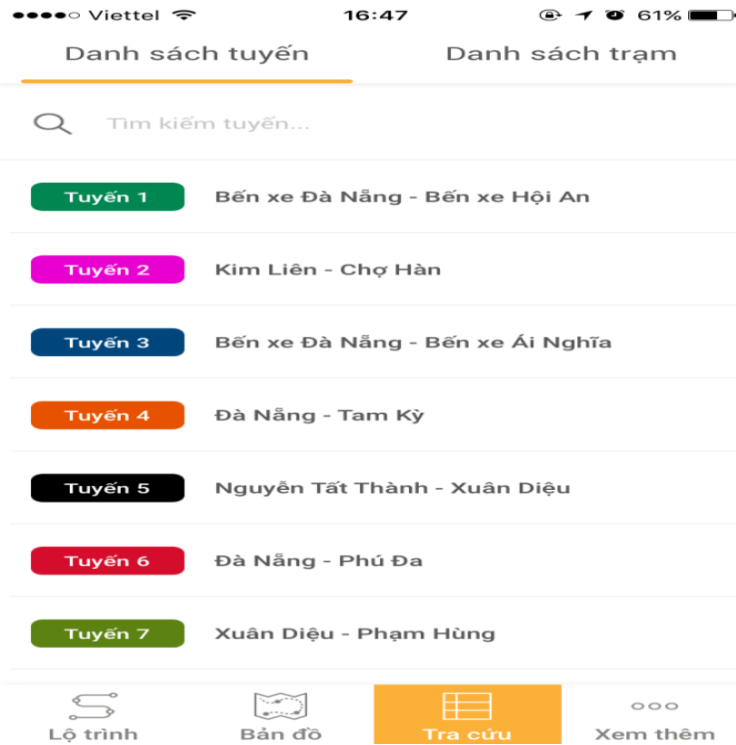 Viettel 16:47 61%
Danh sách tuyến Danh sách trạm
Tìm kiếm tuyến...
Tuyến 1 Bến xe Đà Nẵng - Bến xe Hội An
Tuyến 2 Kim Liên - Chợ Hàn
Tuyến 3 Bến xe Đà Nẵng - Bến xe Ái Nghĩa
Tuyến 4 Đà Nẵng - Tam Kỳ
Tuyến 5 Nguyễn Tất Thành - Xuân Diệu
Tuyến 6 Đà Nẵng - Phú Đa
Tuyến 7 Xuân Diệu - Phạm Hùng
Lộ trình Bản đồ Tra cứu Xem thêm